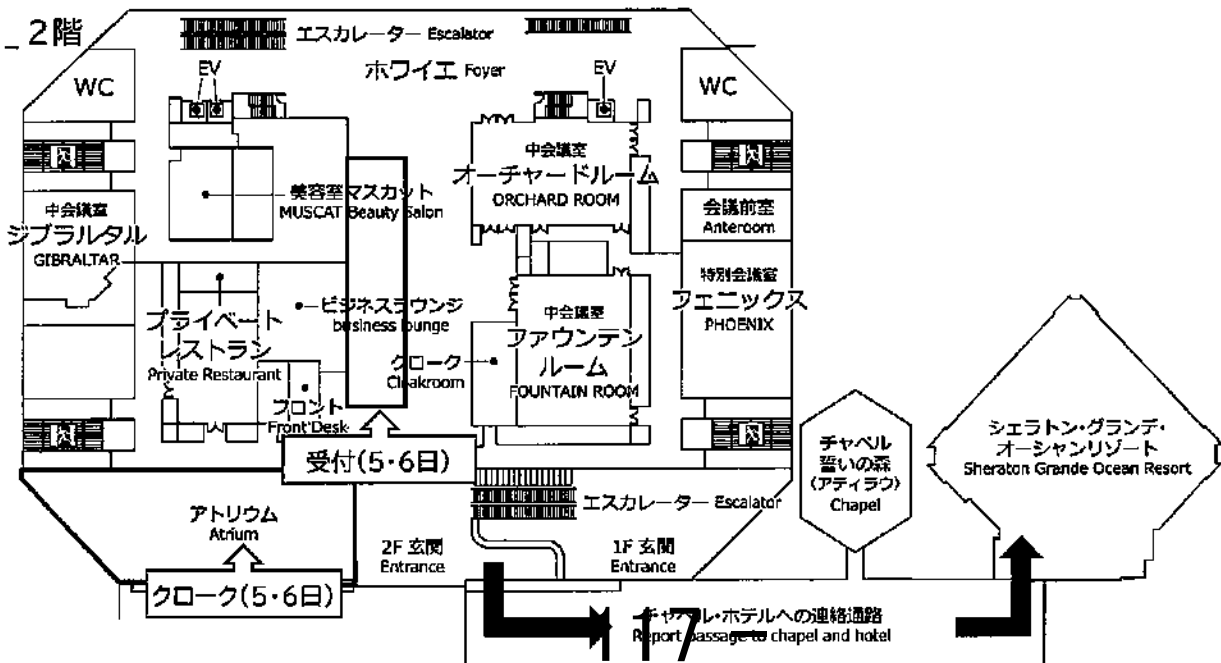 2階
エスカレーター Escalator
ホワイエ Foyer
WC
EV
EV
WC
中会議室
オーチャードルーム
ORCHARD ROOM
美容室マスカット
MUSCAT Beauty Salon
中会議室
ジブラルタル
GIBRALTAR
会議前室
Anteroom
特別会議室
フェニックス
PHOENIX
ビジネスラウンジ
business lounge
プライベート
レストラン
Private Restaurant
中会議室
ファウンテン
ルーム
FOUNTAIN ROOM
クローク
Cloakroom
フロント
Front Desk
受付(5・6日)
チャペル
誓いの森
(アティラウ)
Chapel
シェラトン・グランデ・
オーシャンリゾート
Sheraton Grande Ocean Resort
エスカレーター Escalator
アトリウム
Atrium
2F 玄関
Entrance
1F 玄関
Entrance
クローク(5・6日)
チャペル・ホテルへの連絡通路
Report passage to chapel and hotel
117